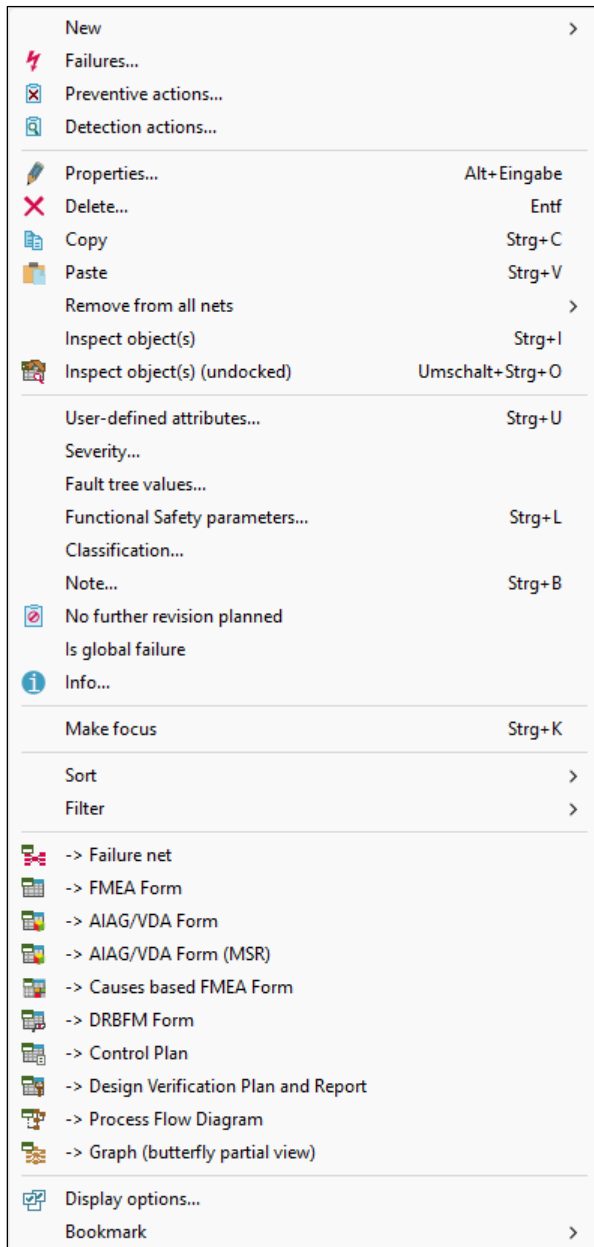 New
Failures...
Preventive actions...
Detection actions...
Properties... Alt+Eingabe
Delete... Entf
Copy Strg+C
Paste Strg+V
Remove from all nets
Inspect object(s) Strg+I
Inspect object(s) (undocked) Umschalt+Strg+O
User-defined attributes... Strg+U
Severity...
Fault tree values...
Functional Safety parameters... Strg+L
Classification...
Note... Strg+B
No further revision planned
Is global failure
Info...
Make focus Strg+K
Sort
Filter
-> Failure net
-> FMEA Form
-> AIAG/VDA Form
-> AIAG/VDA Form (MSR)
-> Causes based FMEA Form
-> DRBFM Form
-> Control Plan
-> Design Verification Plan and Report
-> Process Flow Diagram
-> Graph (butterfly partial view)
Display options...
Bookmark